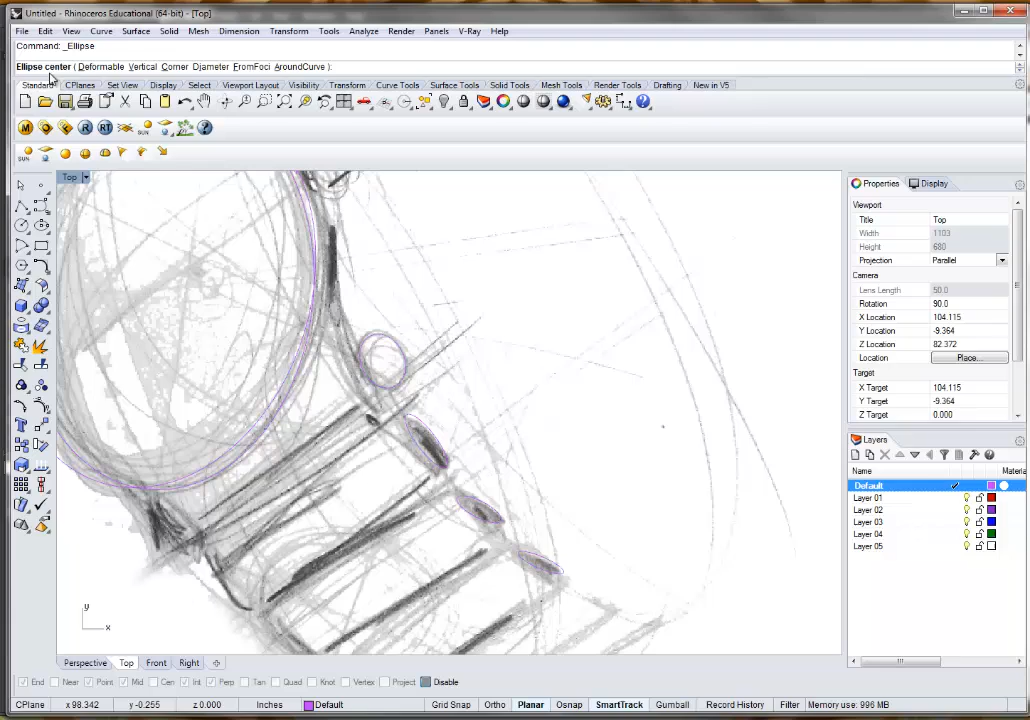 Untitled - Rhinoceros Educational (64-bit) - [Top]
File Edit View Curve Surface Solid Mesh Dimension Transform Tools Analyze Render Panels V-Ray Help
Command: _Ellipse
Ellipse center ( Deformable Vertical Corner Diameter FromFoci AroundCurve ):
Standard CPlanes Set View Display Select Viewport Layout Visibility Transform Curve Tools Surface Tools Solid Tools Mesh Tools Render Tools Drafting New in V5
M R RT
SUN
SUN
Top
Properties Display
Viewport
Title Top
Width 1103
Height 680
Projection Parallel
Camera
Lens Length 50.0
Rotation 90.0
X Location 104.115
Y Location -9.364
Z Location 82.372
Location Place...
Target
X Target 104.115
Y Target -9.364
Z Target 0.000
Layers
Name Materia
Default
Layer 01
Layer 02
Layer 03
Layer 04
Layer 05
y
x
Perspective Top Front Right
End Near Point Mid Cen Int Perp Tan Quad Knot Vertex Project Disable
CPlane x 98.342 y -0.255 z 0.000 Inches Default Grid Snap Ortho Planar Osnap SmartTrack Gumball Record History Filter Memory use: 996 MB